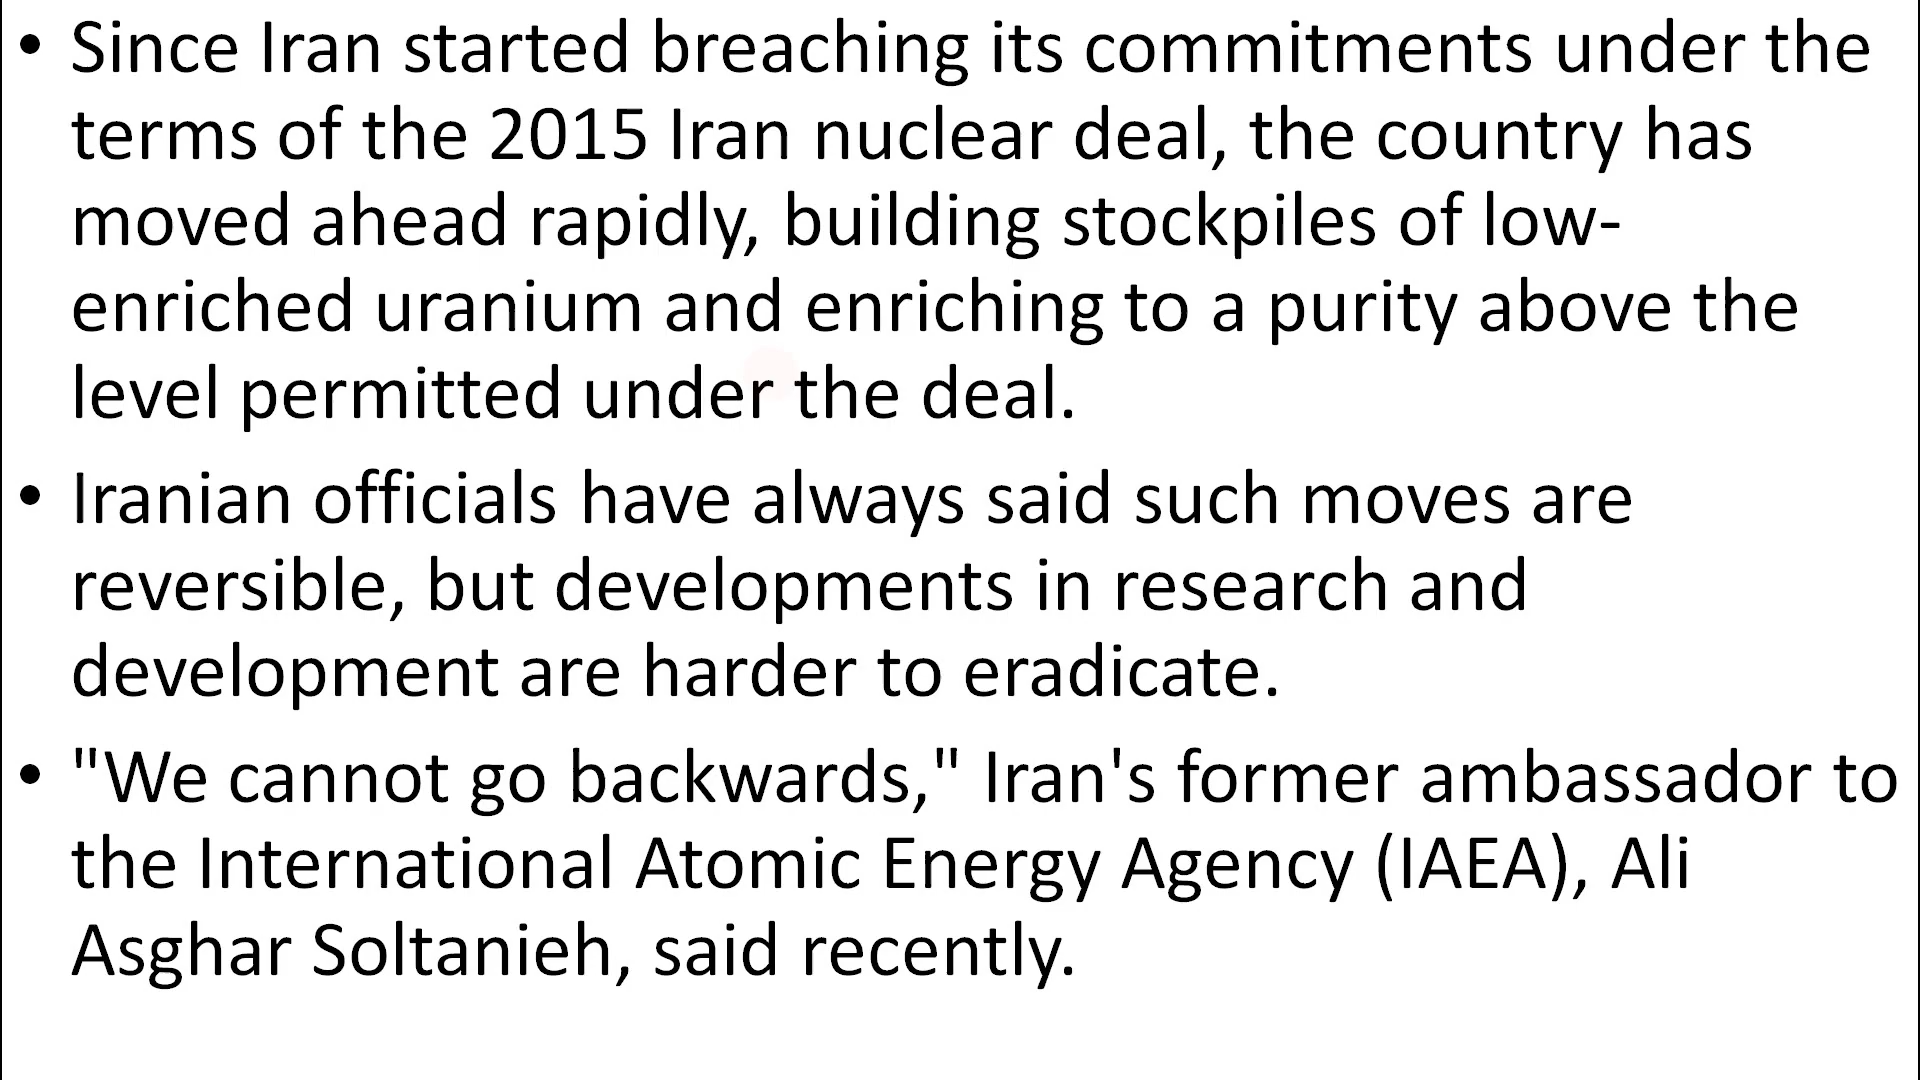 • Since Iran started breaching its commitments under the
terms of the 2015 Iran nuclear deal, the country has
moved ahead rapidly, building stockpiles of low-
enriched uranium and enriching to a purity above the
level permitted under the deal.
• Iranian officials have always said such moves are
reversible, but developments in research and
development are harder to eradicate.
• "We cannot go backwards," Iran's former ambassador to
the International Atomic Energy Agency (IAEA), Ali
Asghar Soltanieh, said recently.